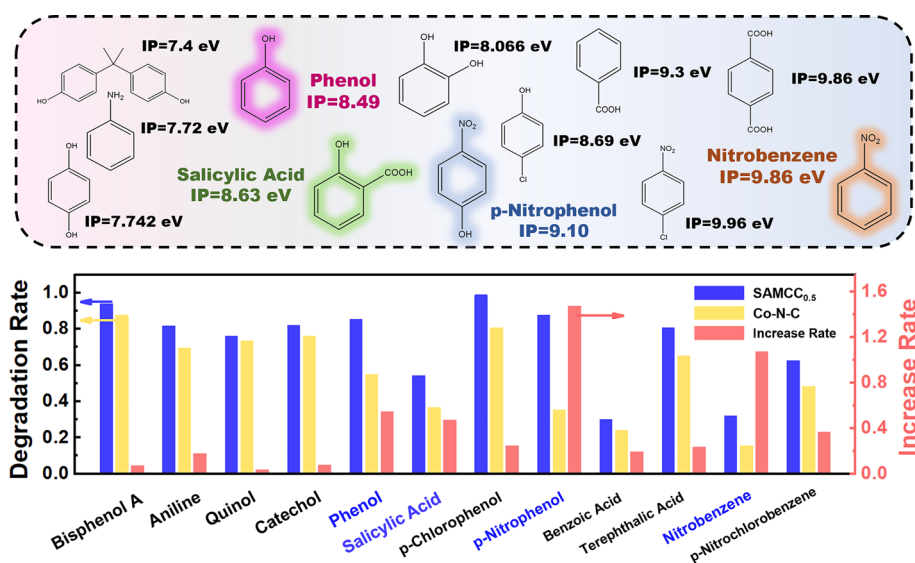 IP=7.4 eV
OH
OH
NH₂
IP=7.72 eV
OH
OH
IP=7.742 eV
OH
Phenol
IP=8.49
OH
OH
IP=8.066 eV
Salicylic Acid
IP=8.63 eV
OH
COOH
NO₂
OH
p-Nitrophenol
IP=9.10
OH
Cl
IP=8.69 eV
COOH
IP=9.3 eV
COOH
COOH
IP=9.86 eV
NO₂
Cl
IP=9.96 eV
Nitrobenzene
IP=9.86 eV
NO₂
Degradation Rate
1.0
0.8
0.6
0.4
0.2
0.0
SAMCC₀.₅
Co-N-C
Increase Rate
1.6
1.2
0.8
0.4
0.0
Increase Rate
Bisphenol A
Aniline
Quinol
Catechol
Phenol
Salicylic Acid
p-Chlorophenol
p-Nitrophenol
Benzoic Acid
Terephthalic Acid
Nitrobenzene
p-Nitrochlorobenzene